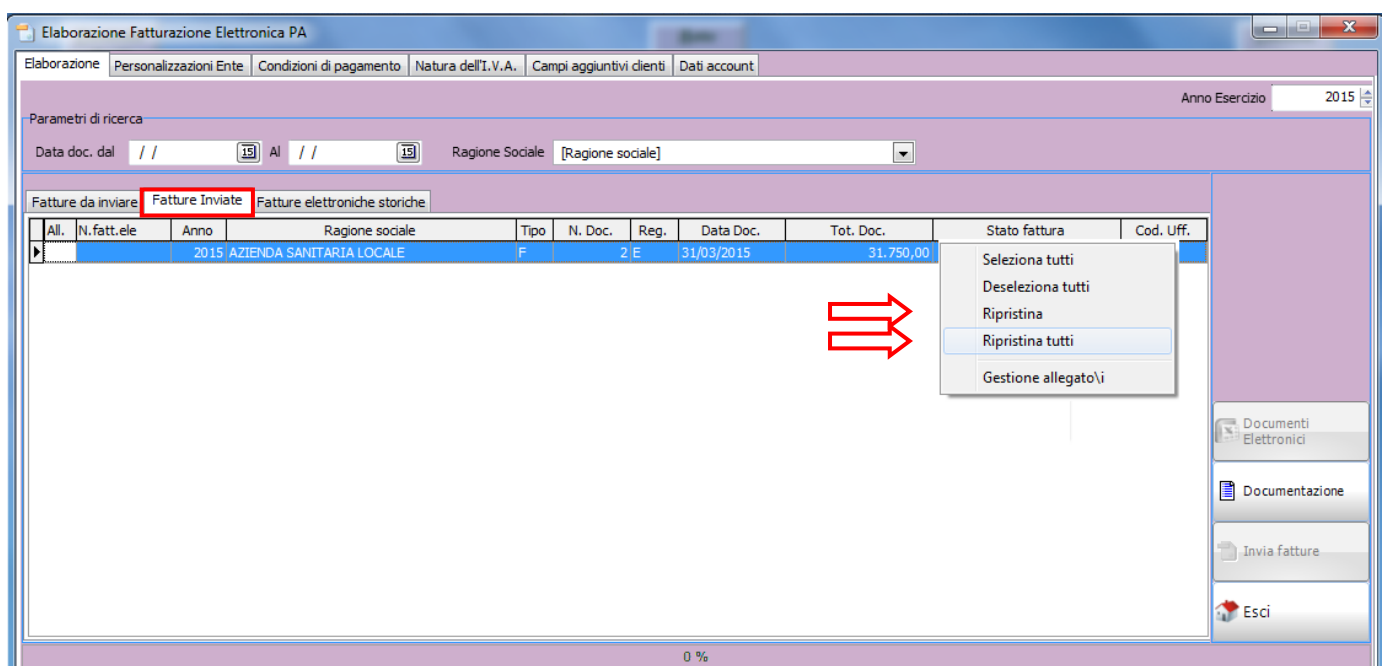 Elaborazione Fatturazione Elettronica PA
Elaborazione Personalizzazioni Ente Condizioni di pagamento Natura dell'I.V.A. Campi aggiuntivi clienti Dati account
Anno Esercizio 2015
Parametri di ricerca
Data doc. dal / / 15 Al / / 15 Ragione Sociale [Ragione sociale]
Fatture da inviare Fatture Inviate Fatture elettroniche storiche
All. N.fatt.ele Anno Ragione sociale Tipo N. Doc. Reg. Data Doc. Tot. Doc. Stato fattura Cod. Uff.
2015 AZIENDA SANITARIA LOCALE F 2 E 31/03/2015 31.750,00
Seleziona tutti
Deseleziona tutti
Ripristina
Ripristina tutti
Gestione allegato\i
Documenti
Elettronici
Documentazione
Invia fatture
Esci
0 %